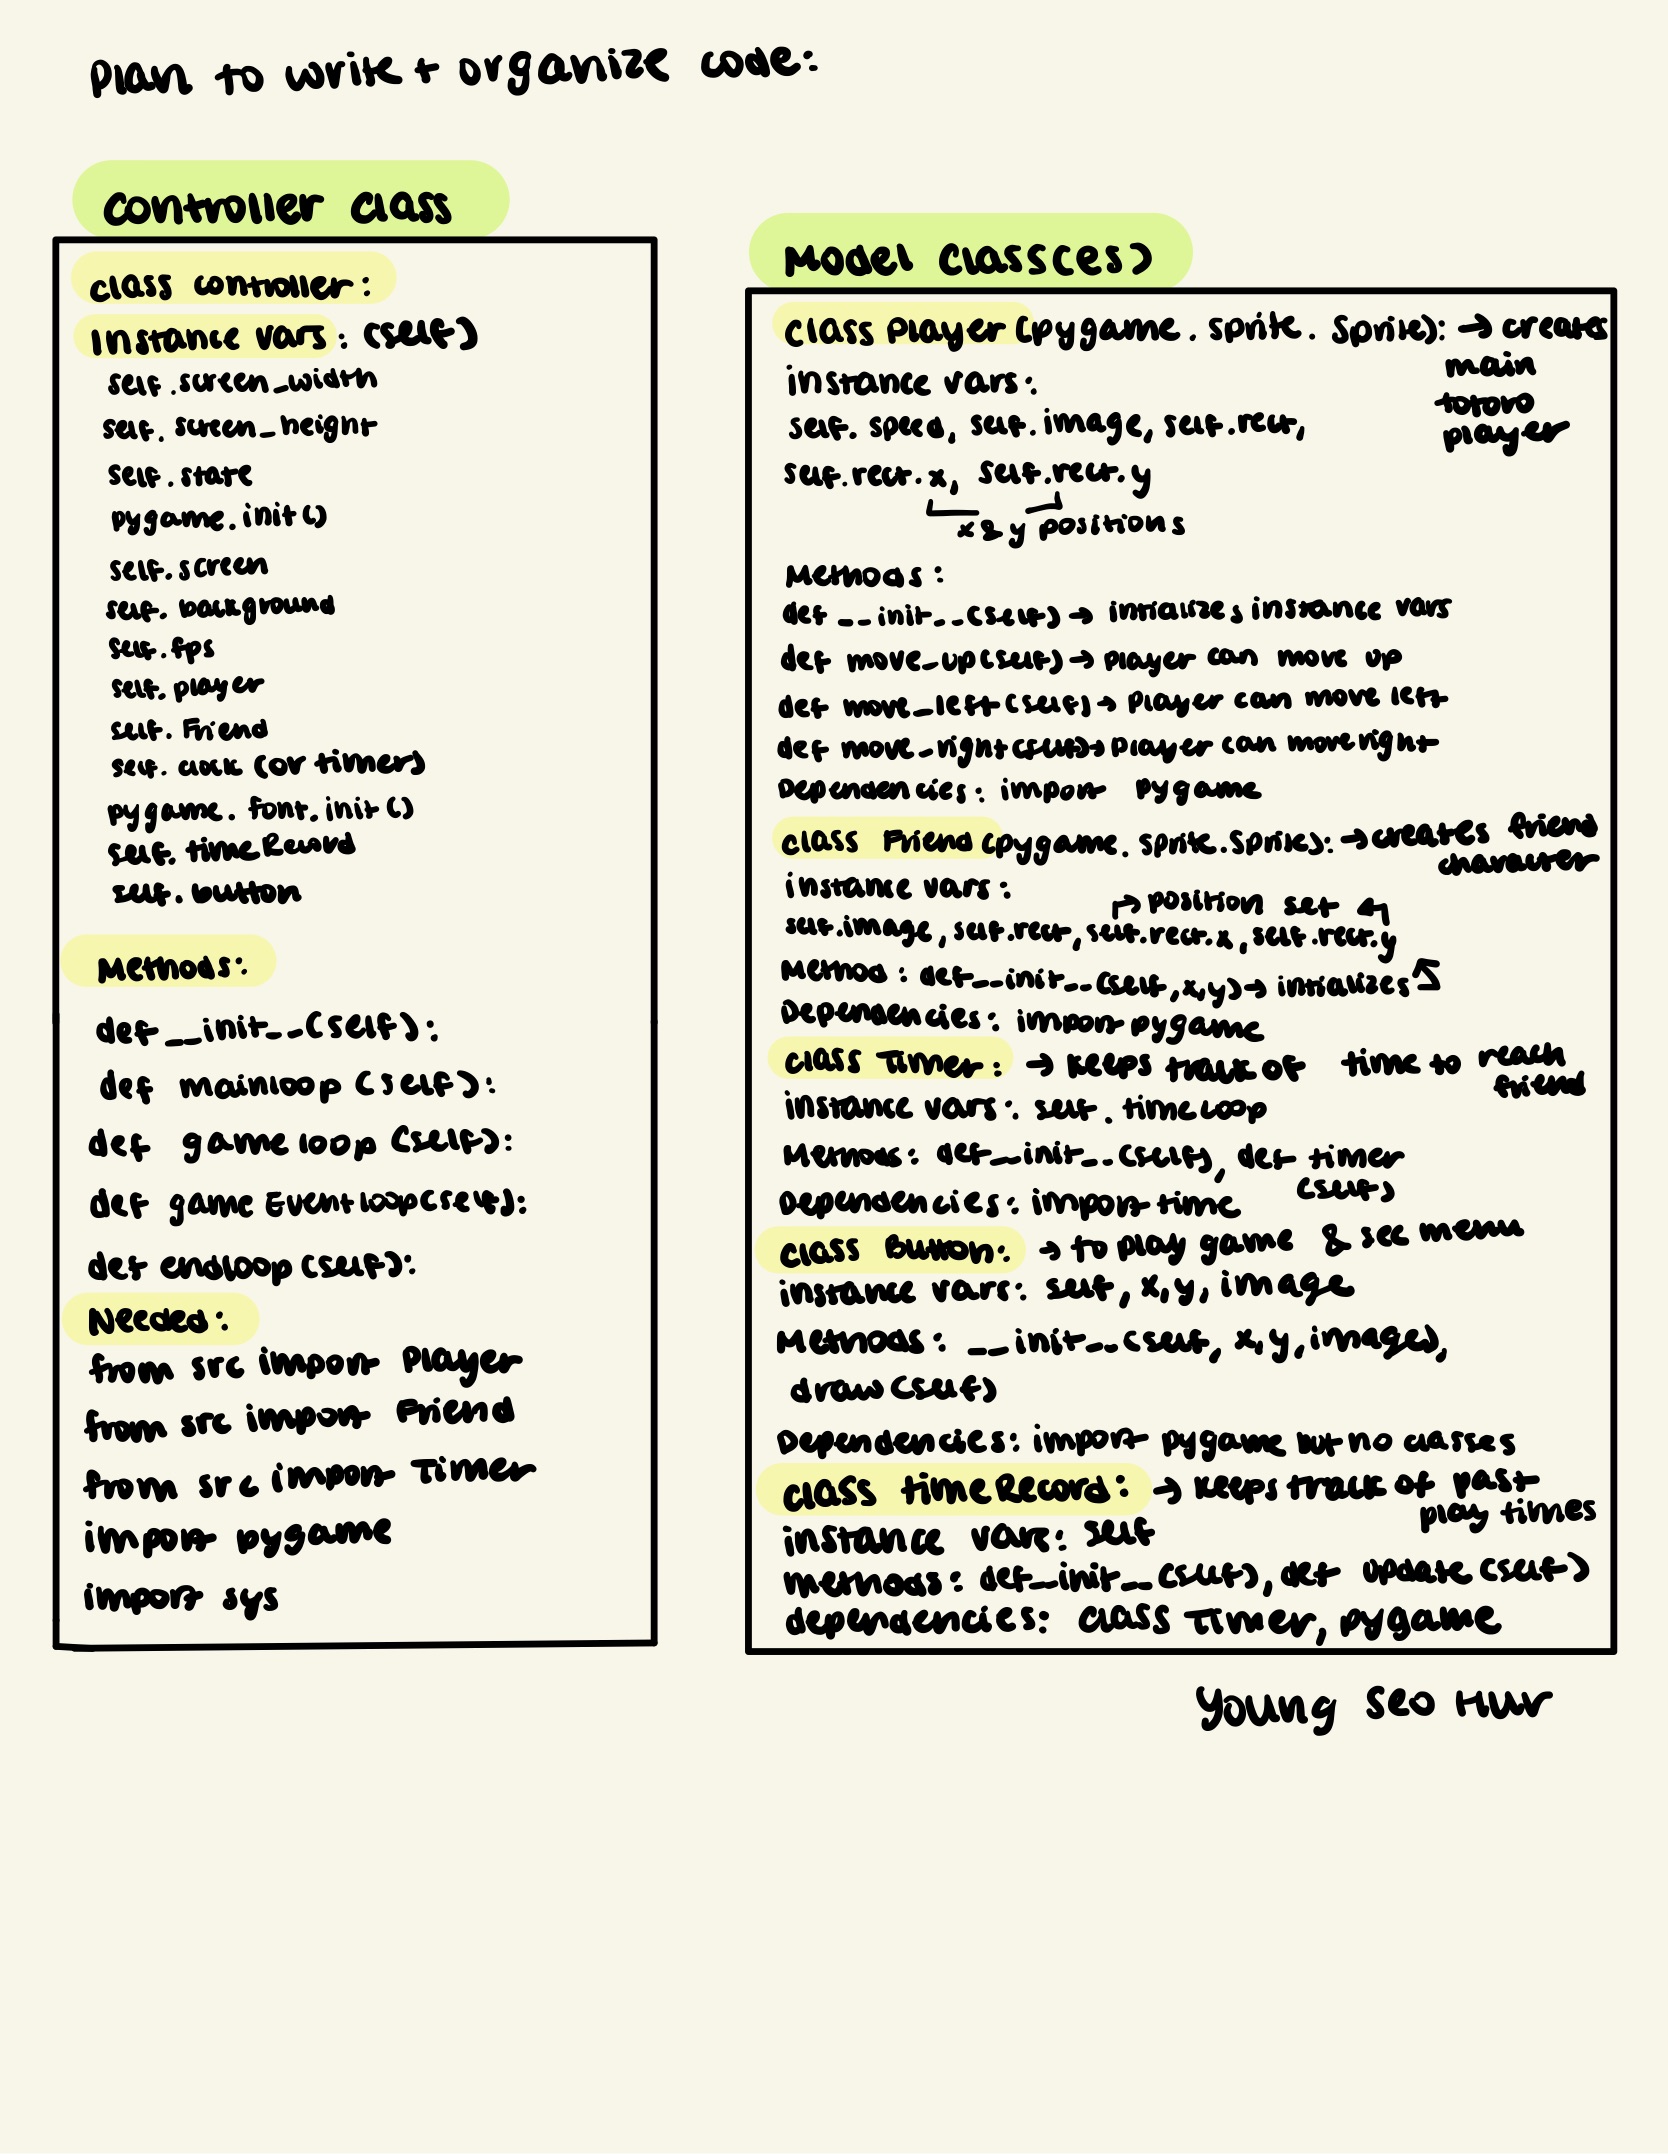 Plan to write + organize code:
Controller Class
class controller:
Instance vars: (self)
self.screen_width
self.screen_height
self.state
pygame.init()
self.screen
self.background
self.fps
self.player
self.Friend
self.clock (or timer)
pygame.font.init()
self.timeRecord
self.button
Methods:
def __init__(self):
def mainloop (self):
def gameloop (self):
def gameEventloop(self):
def endloop (self):
Needed:
from src import Player
from src import Friend
from src import Timer
import pygame
import sys
Model Class(es)
class Player (pygame.sprite.Sprite): → creates
main
totoro
player
instance vars:
self.speed, self.image, self.rect,
self.rect.x, self.rect.y
x & y positions
Methods:
def __init__(self) → intializes instance vars
def move_up(self) → player can move up
def move_left(self) → player can move left
def move_right(self) → player can move right
Dependencies: import pygame
class Friend (pygame.sprite.Sprite): → creates friend
character
instance vars:
position set
self.image, self.rect, self.rect.x, self.rect.y
Method: def __init__(self,x,y) → intializes
Dependencies: import pygame
class Timer: → keeps track of time to reach
friend
instance vars: self.timeloop
Methods: def __init__(self), def timer
(self)
Dependencies: import time
class Button: → to play game & see menu
instance vars: self, x, y, image
Methods: __init__(self, x, y, image),
draw (self)
Dependencies: import pygame but no classes
class timeRecord: → keeps track of past
play times
instance vars: self
methods: def __init__(self), def update (self)
dependencies: class Timer, pygame
Young Seo Hur